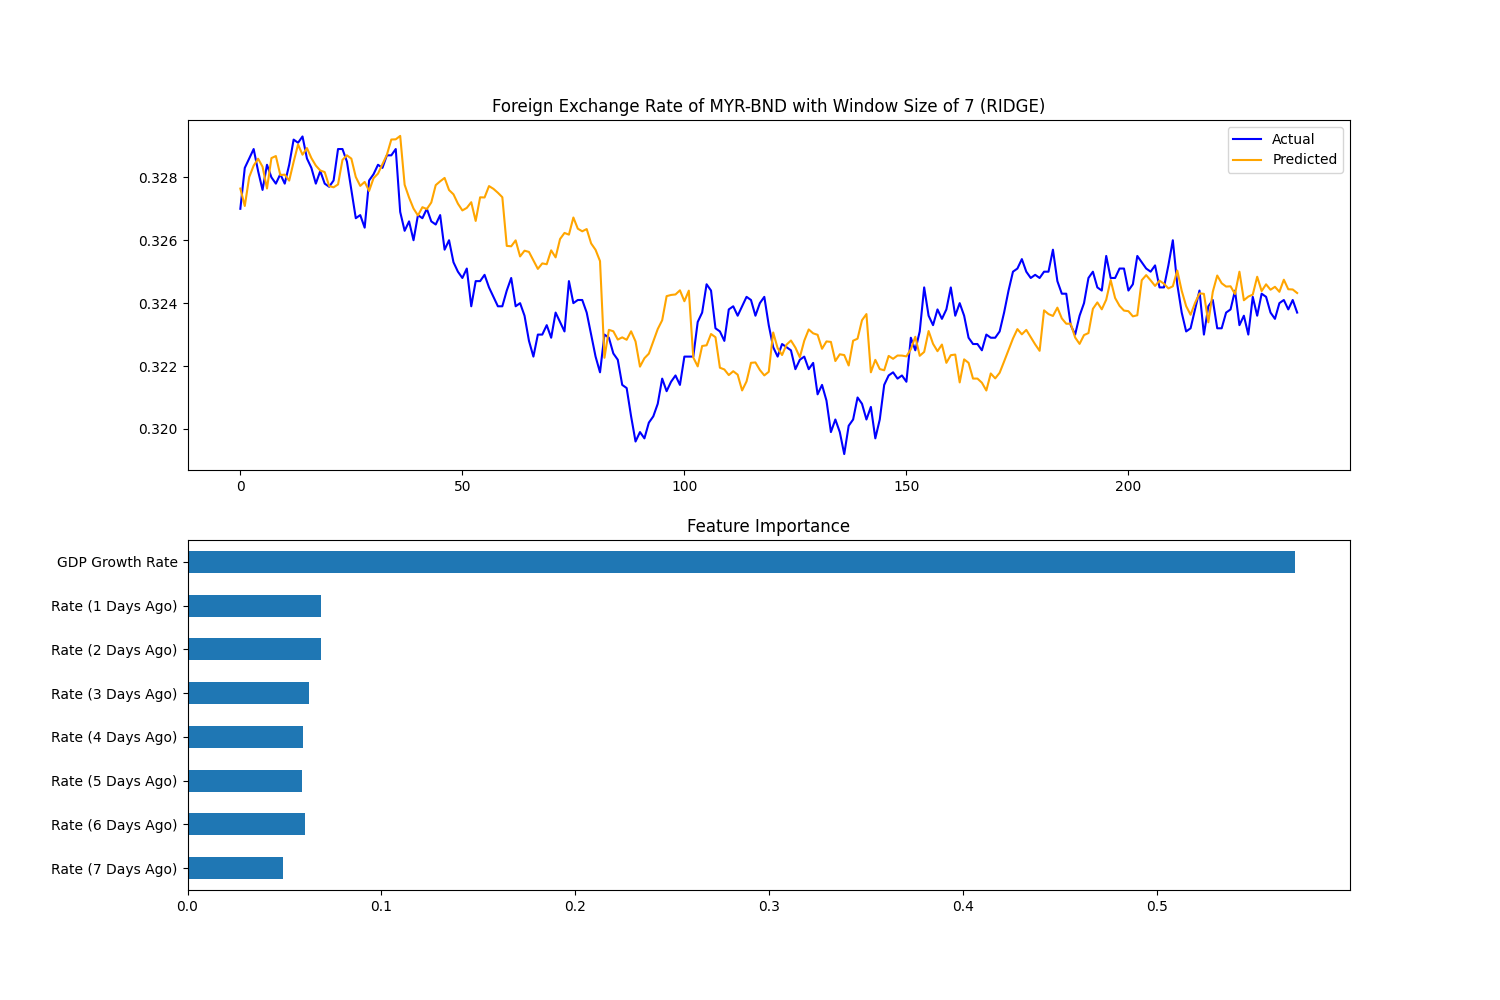 Foreign Exchange Rate of MYR-BND with Window Size of 7 (RIDGE)
Actual
Predicted
0.328
0.326
0.324
0.322
0.320
0 50 100 150 200
Feature Importance
GDP Growth Rate
Rate (1 Days Ago)
Rate (2 Days Ago)
Rate (3 Days Ago)
Rate (4 Days Ago)
Rate (5 Days Ago)
Rate (6 Days Ago)
Rate (7 Days Ago)
0.0 0.1 0.2 0.3 0.4 0.5